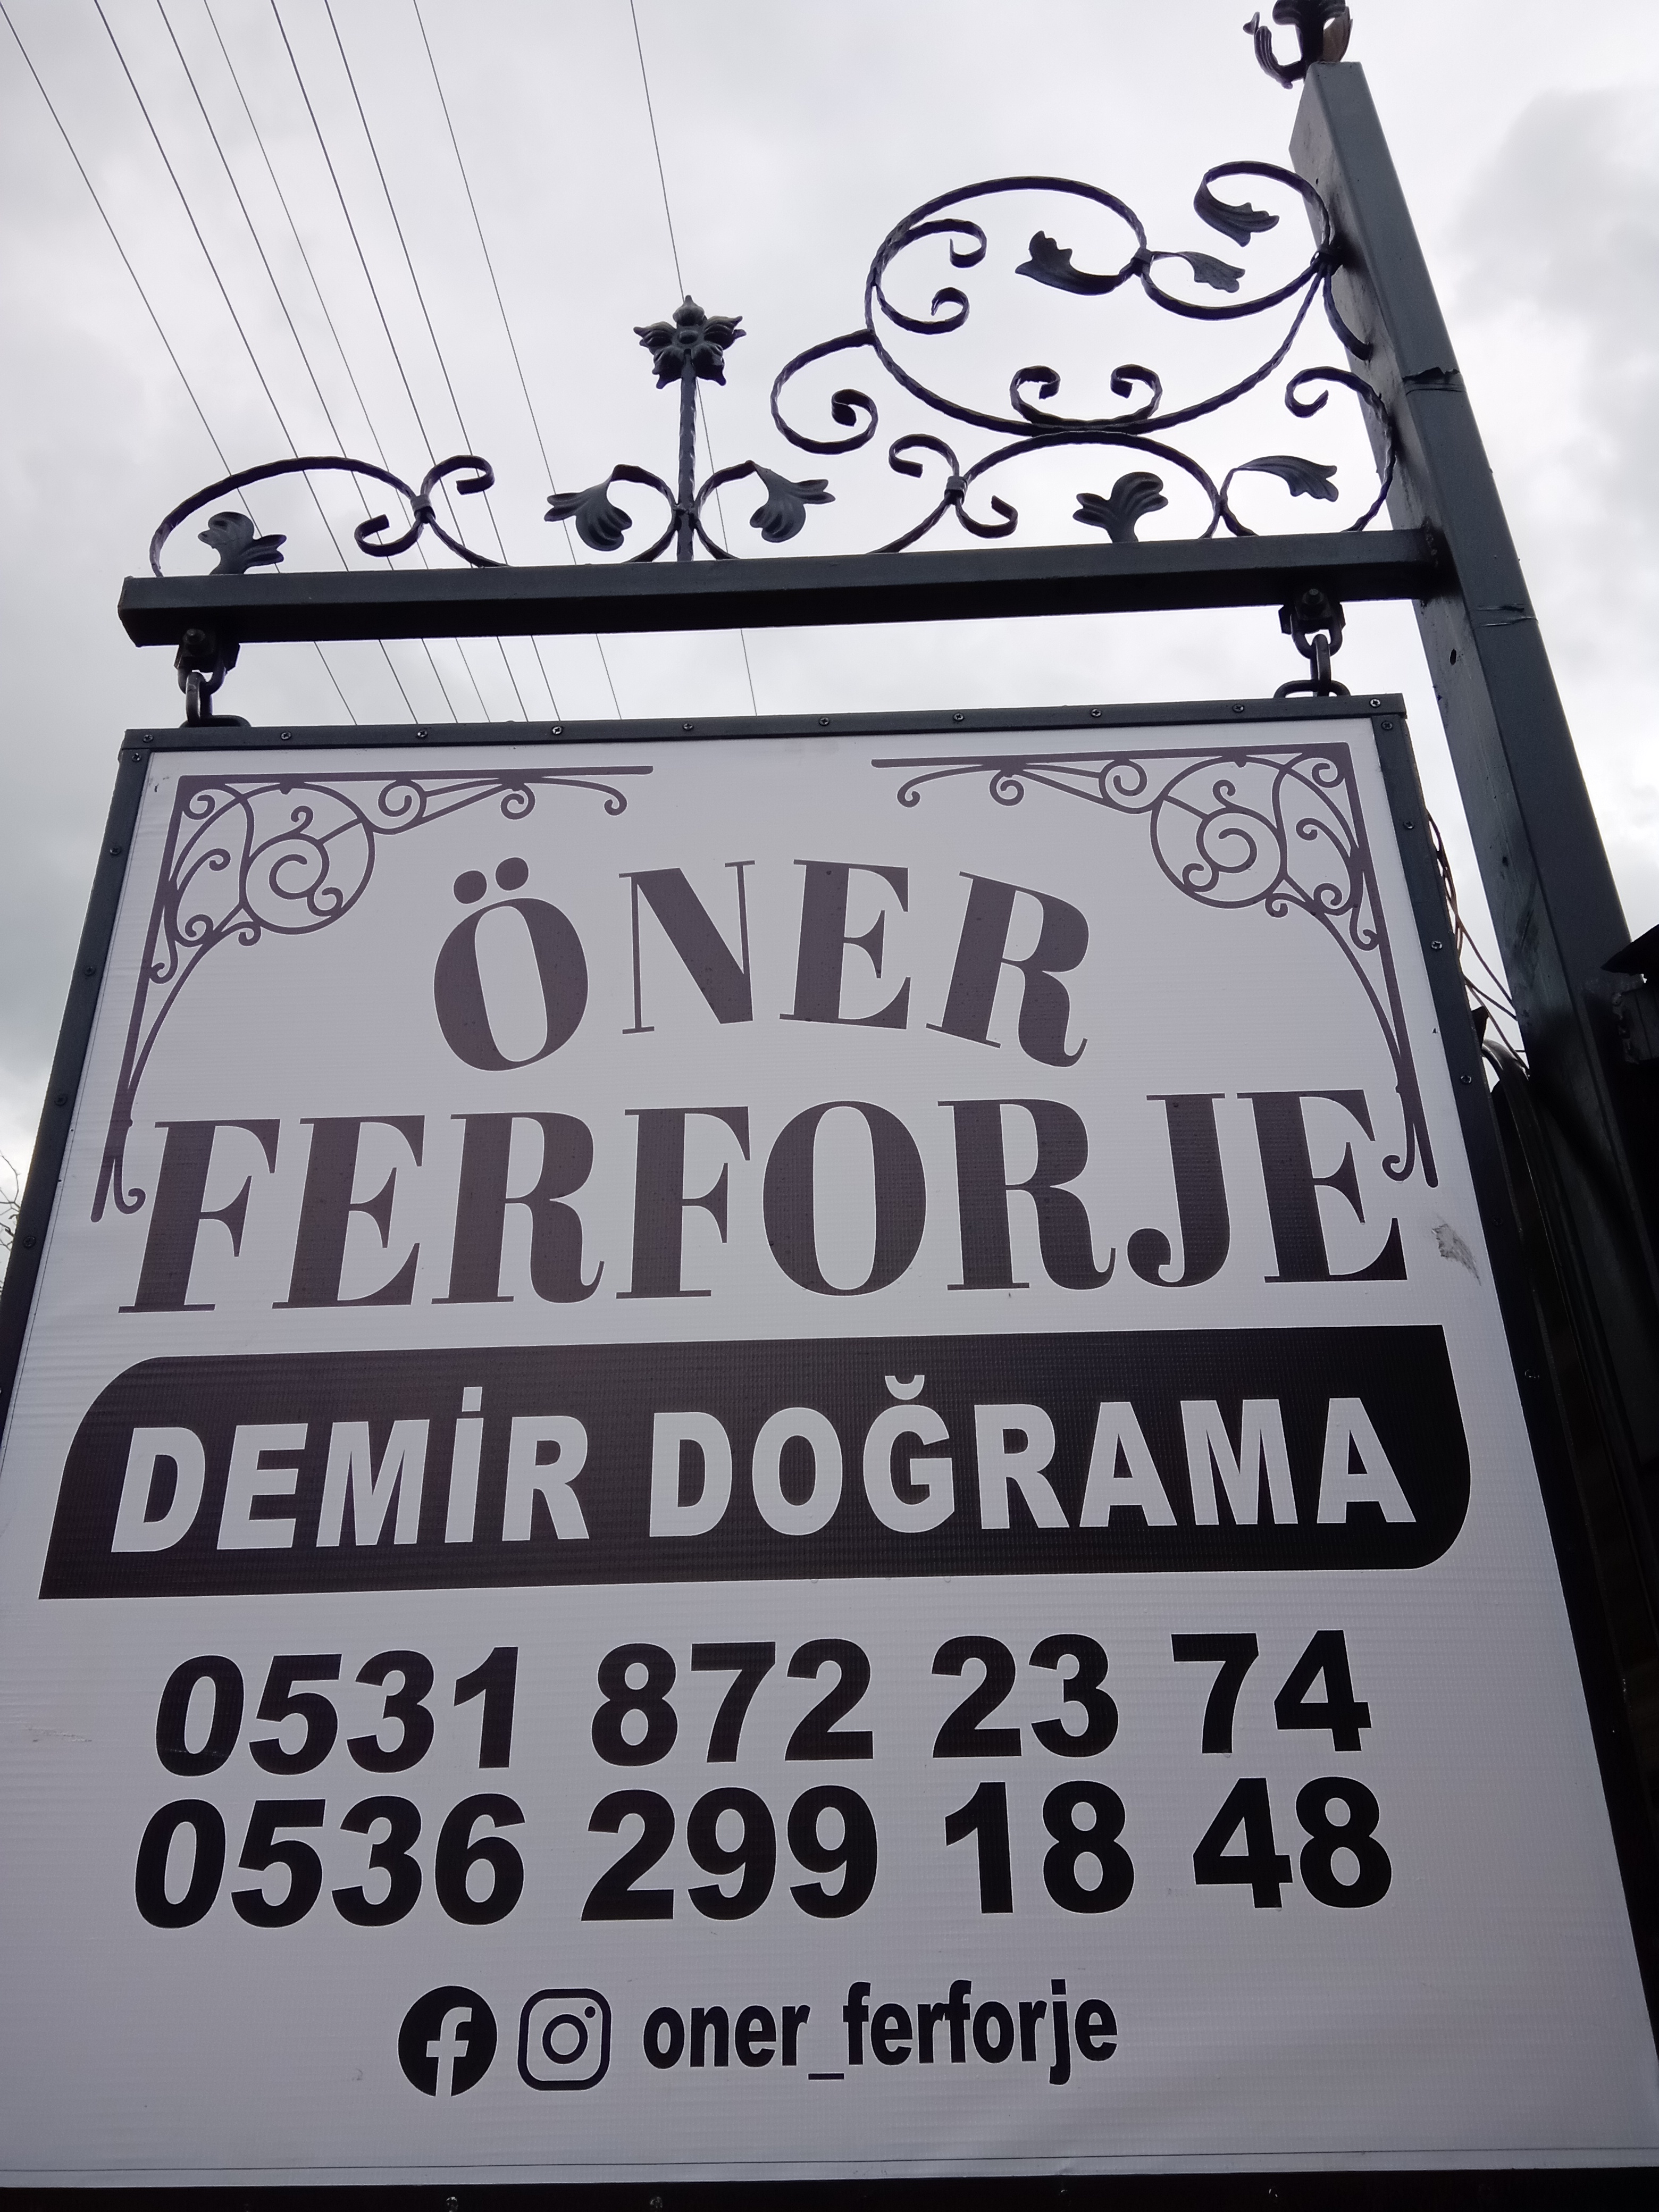 ÖNER
FERFORJE
DEMİR DOĞRAMA
0531 872 23 74
0536 299 18 48
oner_ferforje